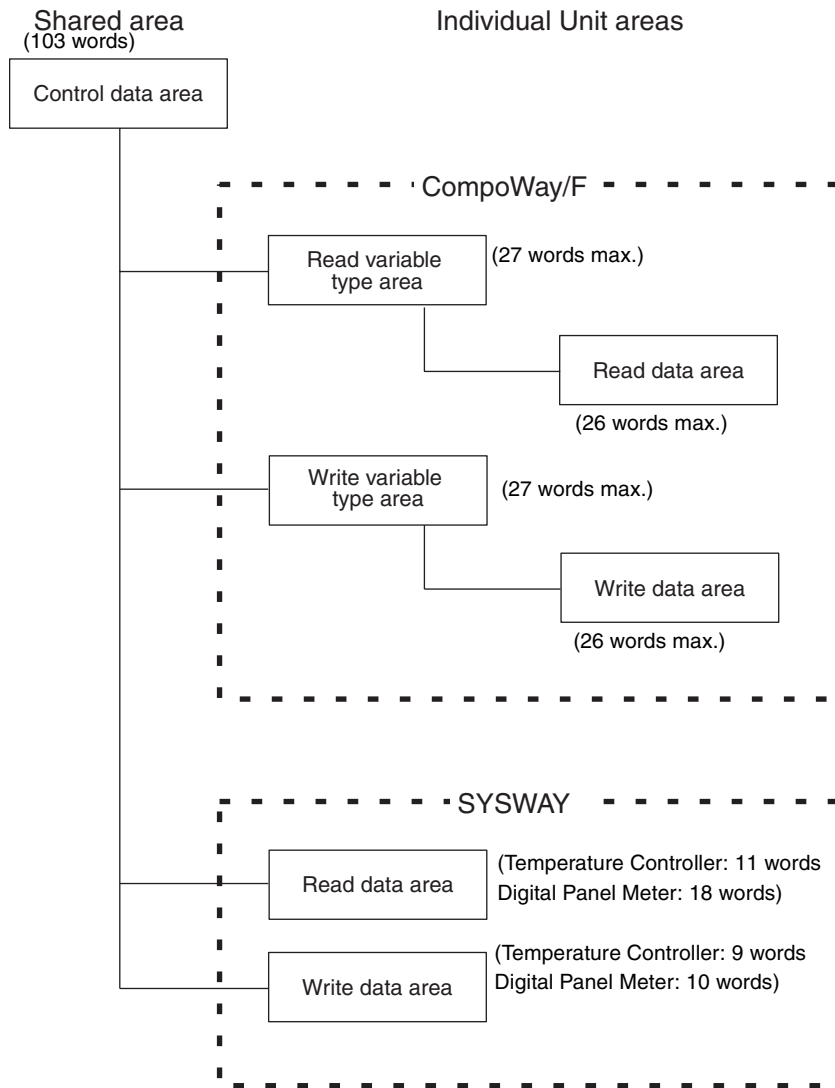 Shared area
(103 words)
Individual Unit areas
Control data area
CompoWay/F
Read variable
type area
(27 words max.)
Read data area
(26 words max.)
Write variable
type area
(27 words max.)
Write data area
(26 words max.)
SYSWAY
Read data area
(Temperature Controller: 11 words
Digital Panel Meter: 18 words)
Write data area
(Temperature Controller: 9 words
Digital Panel Meter: 10 words)